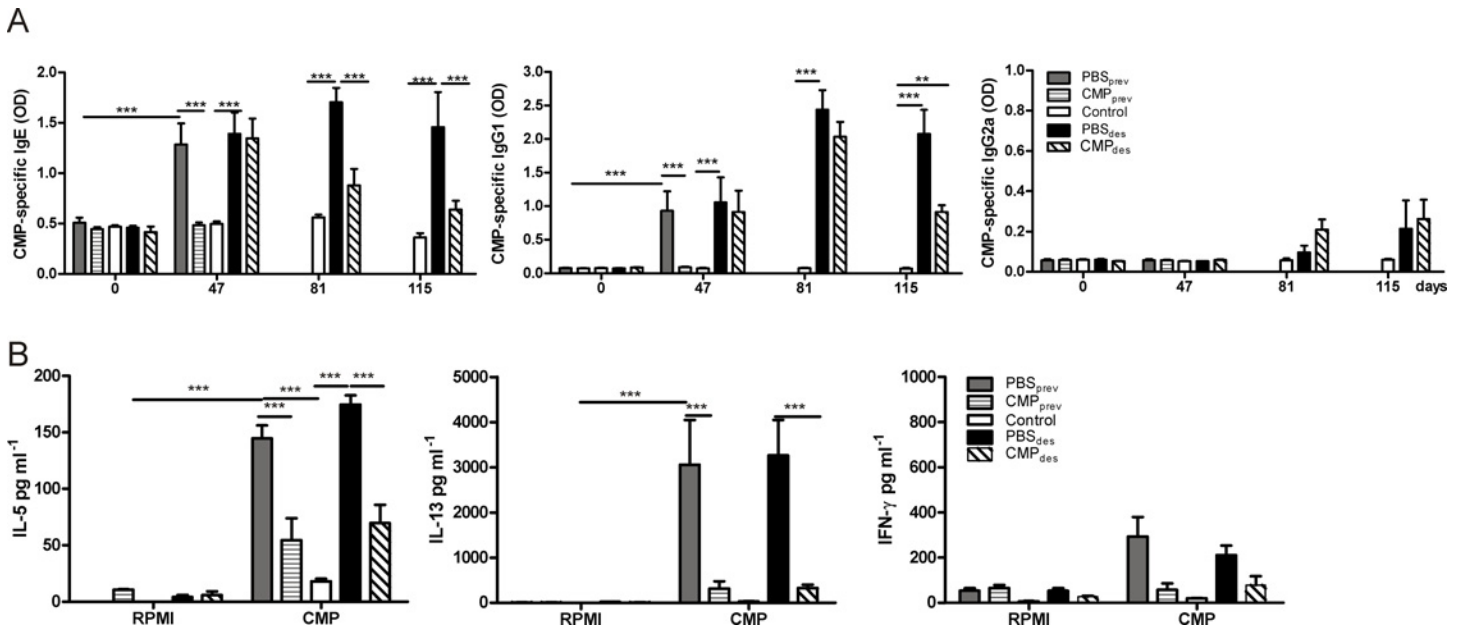 A
CMP-specific IgE (OD)
2.0
1.5
1.0
0.5
0.0
*** *** *** *** *** *** ***
0 47 81 115
CMP-specific IgG1 (OD)
3.0
2.5
2.0
1.5
1.0
0.5
0.0
*** *** *** *** ** ***
0 47 81 115
CMP-specific IgG2a (OD)
1.0
0.8
0.6
0.4
0.2
0.0
PBSprev
CMPprev
Control
PBSdes
CMPdes
0 47 81 115 days
B
IL-5 pg ml-1
200
150
100
50
0
*** *** *** *** ***
RPMI CMP
IL-13 pg ml-1
5000
4000
3000
2000
1000
0
*** *** ***
RPMI CMP
IFN-γ pg ml-1
1000
800
600
400
200
0
PBSprev
CMPprev
Control
PBSdes
CMPdes
RPMI CMP